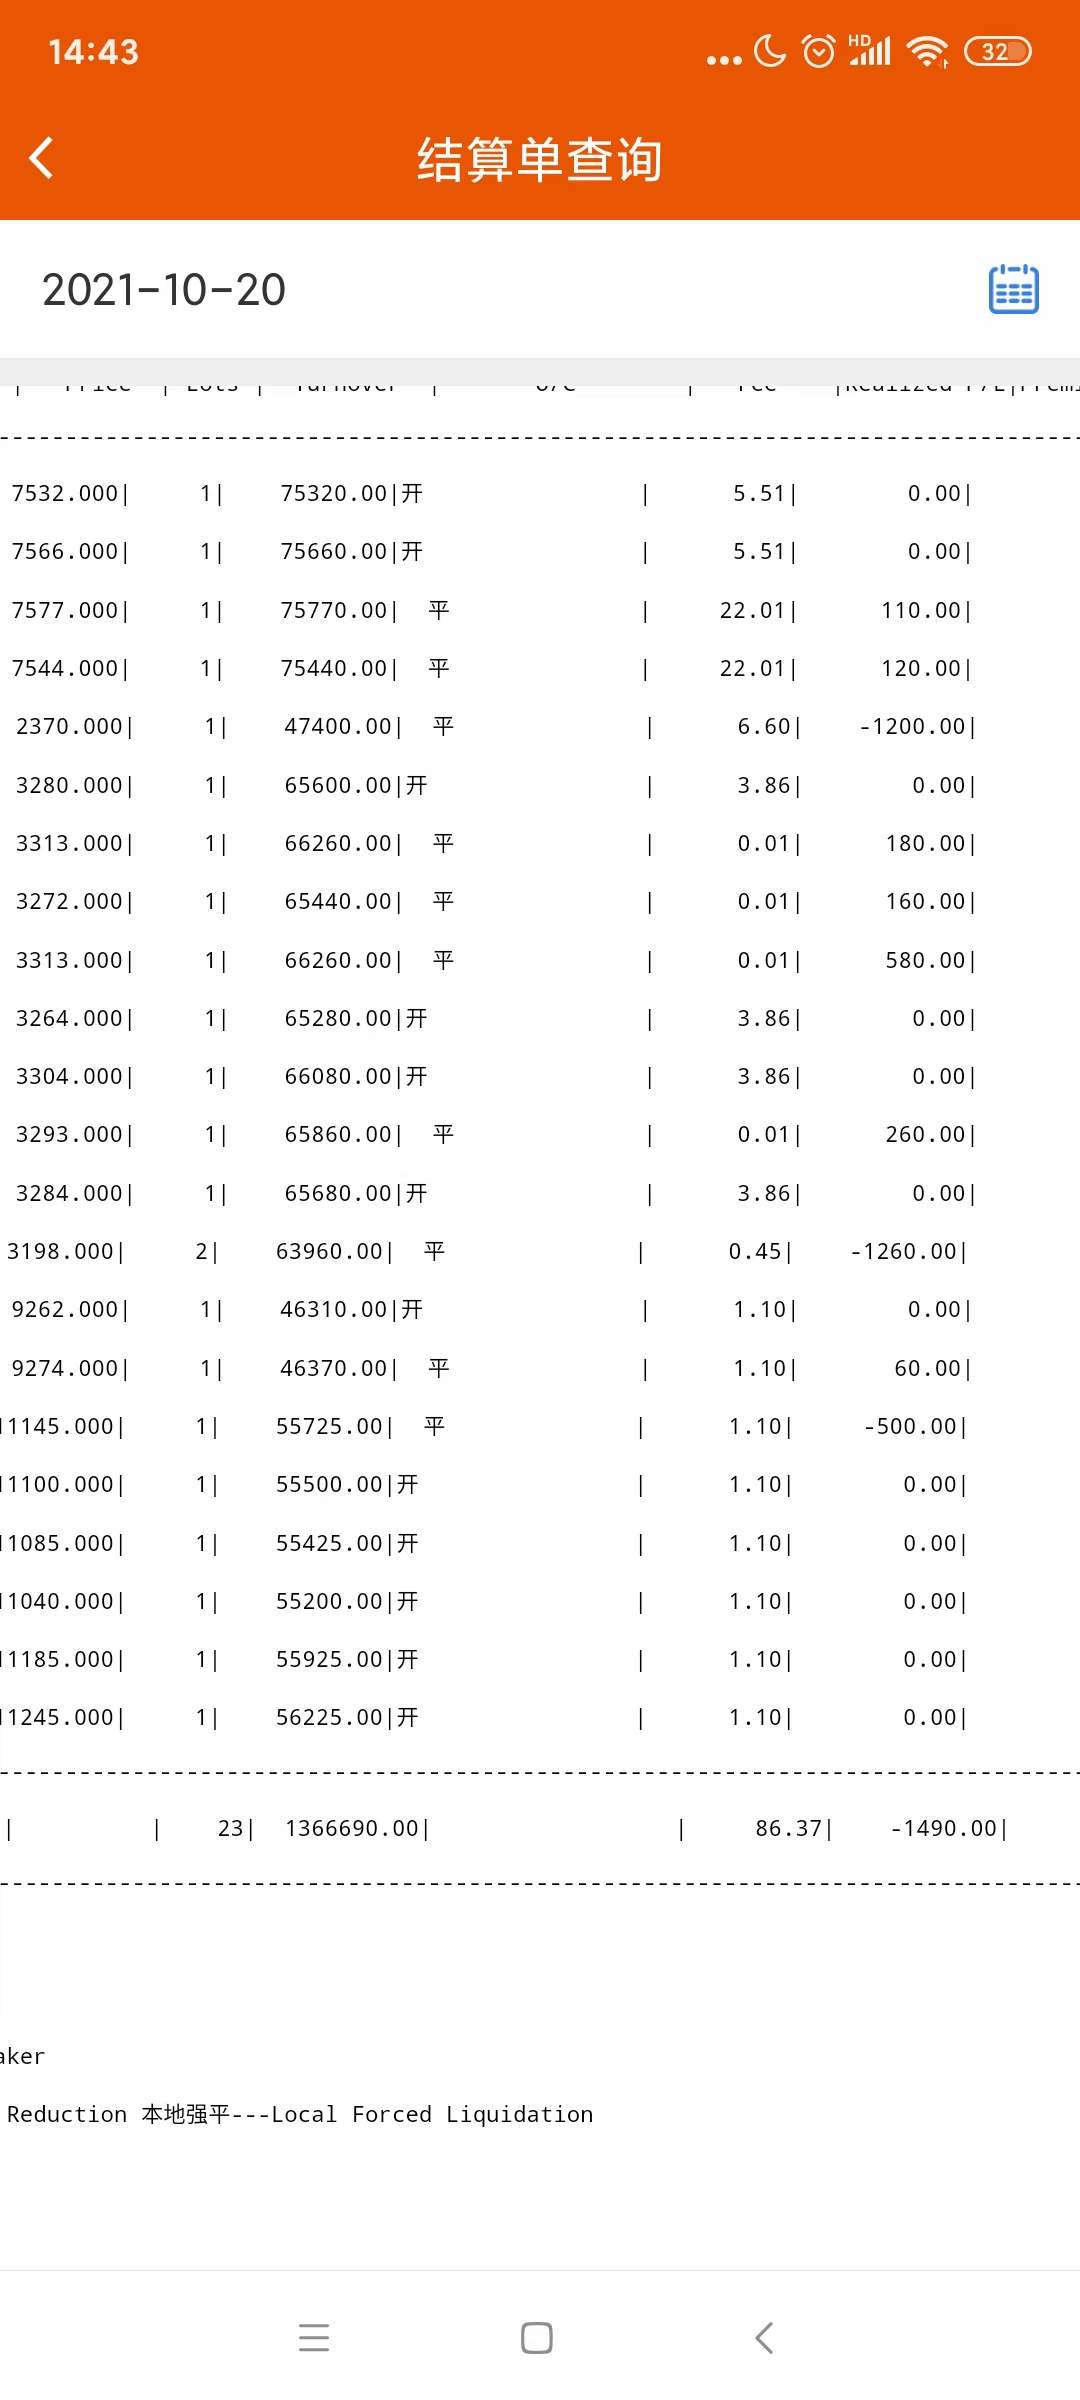 14:43
HD
32
结算单查询
2021-10-20
| Price | Lots | Turnover | O/C | Fee |Realized P/L|Premi
--------------------------------------------------------------------------------
7532.000| 1| 75320.00|开 | 5.51| 0.00|
7566.000| 1| 75660.00|开 | 5.51| 0.00|
7577.000| 1| 75770.00| 平 | 22.01| 110.00|
7544.000| 1| 75440.00| 平 | 22.01| 120.00|
2370.000| 1| 47400.00| 平 | 6.60| -1200.00|
3280.000| 1| 65600.00|开 | 3.86| 0.00|
3313.000| 1| 66260.00| 平 | 0.01| 180.00|
3272.000| 1| 65440.00| 平 | 0.01| 160.00|
3313.000| 1| 66260.00| 平 | 0.01| 580.00|
3264.000| 1| 65280.00|开 | 3.86| 0.00|
3304.000| 1| 66080.00|开 | 3.86| 0.00|
3293.000| 1| 65860.00| 平 | 0.01| 260.00|
3284.000| 1| 65680.00|开 | 3.86| 0.00|
3198.000| 2| 63960.00| 平 | 0.45| -1260.00|
9262.000| 1| 46310.00|开 | 1.10| 0.00|
9274.000| 1| 46370.00| 平 | 1.10| 60.00|
11145.000| 1| 55725.00| 平 | 1.10| -500.00|
11100.000| 1| 55500.00|开 | 1.10| 0.00|
11085.000| 1| 55425.00|开 | 1.10| 0.00|
11040.000| 1| 55200.00|开 | 1.10| 0.00|
11185.000| 1| 55925.00|开 | 1.10| 0.00|
11245.000| 1| 56225.00|开 | 1.10| 0.00|
--------------------------------------------------------------------------------
| | 23| 1366690.00| | 86.37| -1490.00|
--------------------------------------------------------------------------------
aker
Reduction 本地强平---Local Forced Liquidation